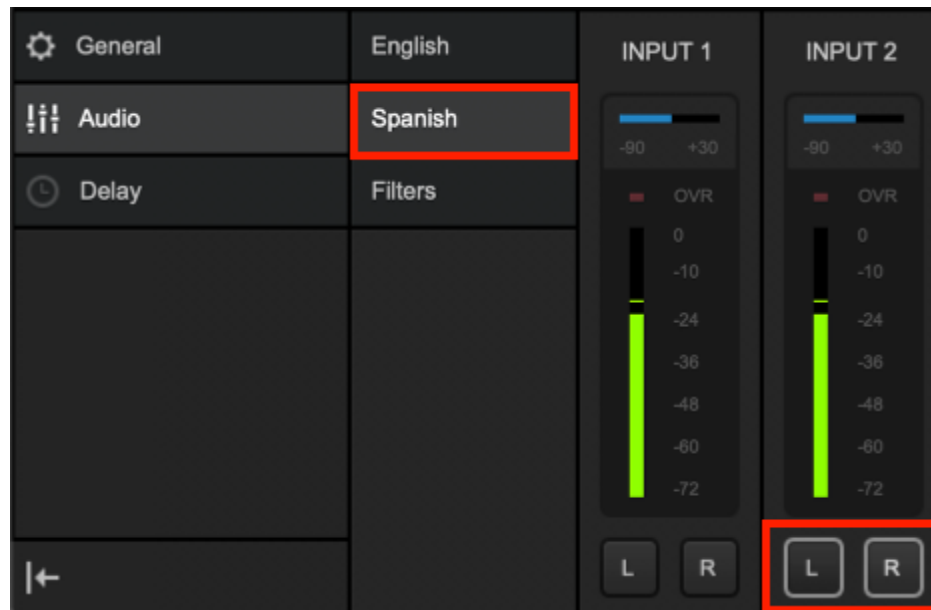 General
Audio
Delay
English
Spanish
Filters
INPUT 1
-90 +30
OVR
0
-10
-24
-36
-48
-60
-72
L R
INPUT 2
-90 +30
OVR
0
-10
-24
-36
-48
-60
-72
L R